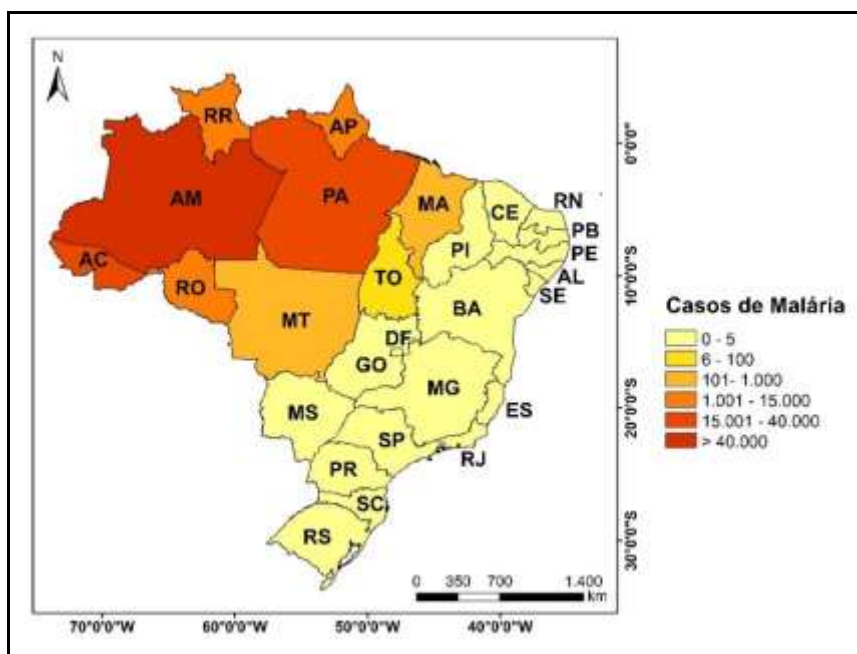 N
RR
AP
AM
PA
MA
CE
RN
PB
PE
AL
SE
PI
AC
RO
TO
MT
BA
DF
GO
MG
MS
ES
SP
RJ
PR
SC
RS
0°0'0"
10°0'0"S
20°0'0"S
30°0'0"S
Casos de Malária
0 - 5
6 - 100
101- 1.000
1.001 - 15.000
15.001 - 40.000
> 40.000
0 350 700 1.400
km
70°0'0"W 60°0'0"W 50°0'0"W 40°0'0"W